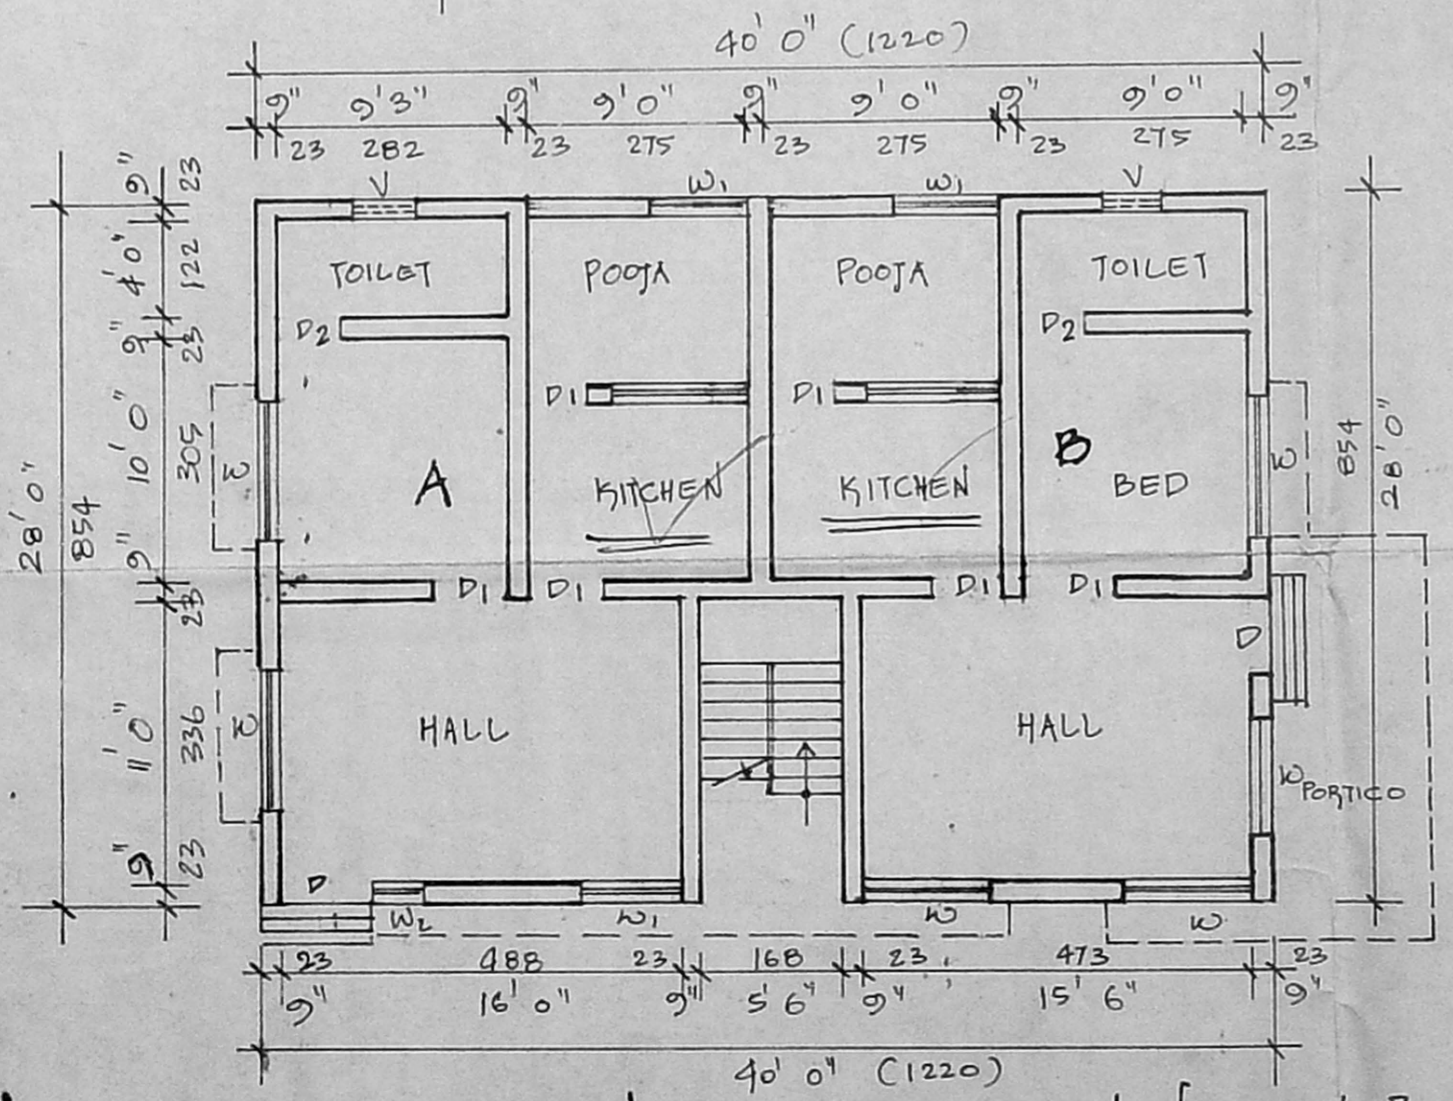 40' 0" (1220)
9" 9'3" 9" 9'0" 9" 9'0" 9" 9'0" 9"
23 282 23 275 23 275 23 275 23
V W1 W1 V
9" 23
4'0" 122
9" 23
10'0" 305
9" 23
11'0" 336
9" 23
28'0" 854
854 28'0"
TOILET POOJA POOJA TOILET
D2 D2
D1 D1
W A KITCHEN KITCHEN B BED W
D1 D1 D1 D1
D
W HALL HALL W PORTICO
D
W2 W1 W W
23 488 23 168 23 473 23
9" 16'0" 9" 5'6" 9" 15'6" 9"
40' 0" (1220)